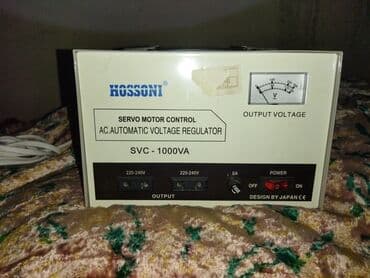 HOSSONI
SERVO MOTOR CONTROL
AC.AUTOMATIC VOLTAGE REGULATOR
SVC - 1000VA
V
OUTPUT VOLTAGE
220-240V
220-240V
OUTPUT
POWER
OFF
ON
DESIGN BY JAPAN CE